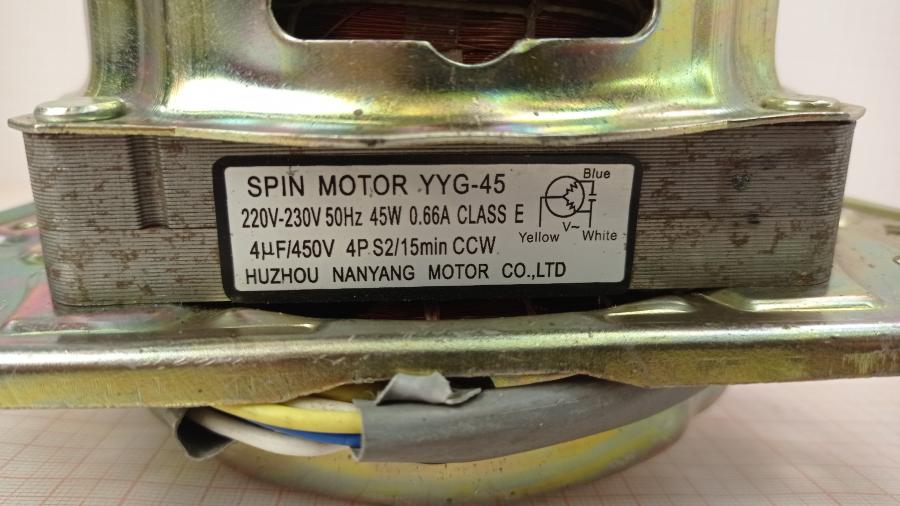 SPIN MOTOR YYG-45
220V-230V 50Hz 45W 0.66A CLASS E
4μF/450V 4P S2/15min CCW
HUZHOU NANYANG MOTOR CO.,LTD
Blue
V~
Yellow White